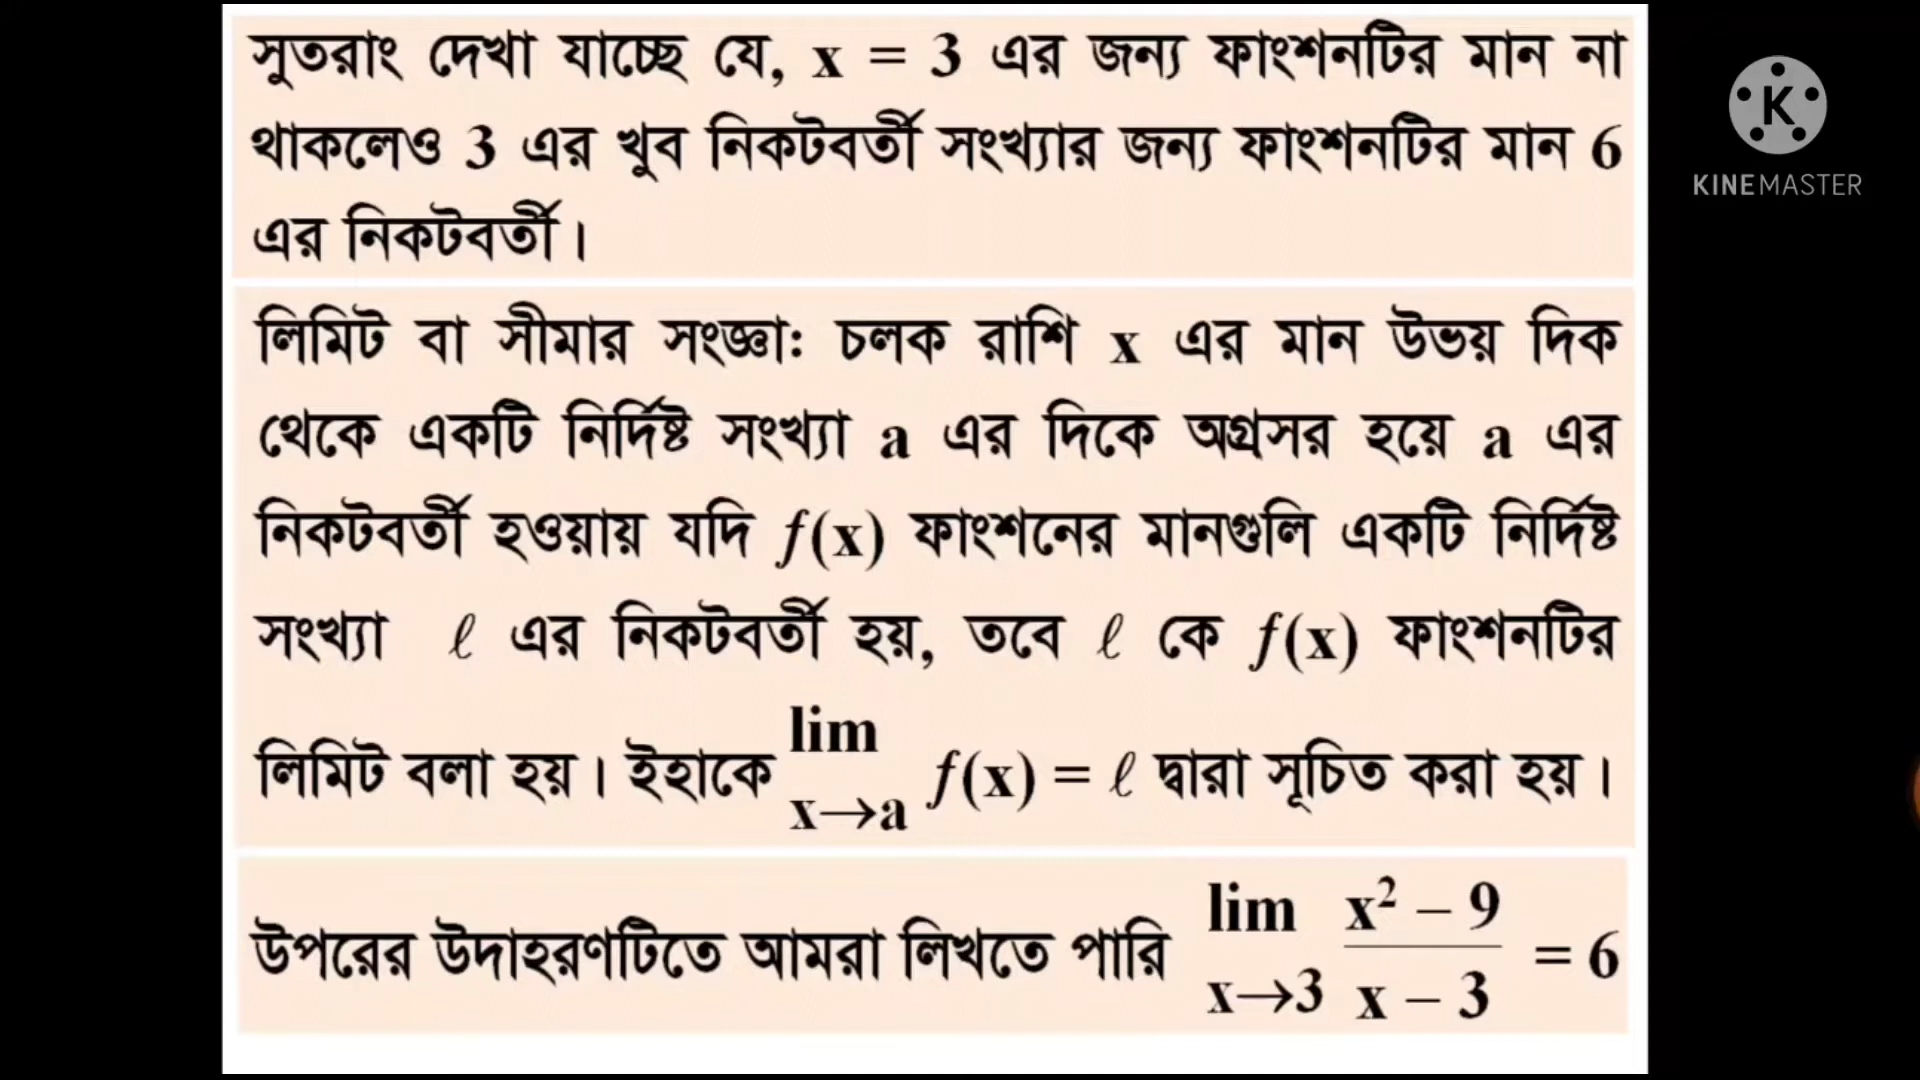 সুতরাং দেখা যাচ্ছে যে, x = 3 এর জন্য ফাংশনটির মান না
থাকলেও 3 এর খুব নিকটবর্তী সংখ্যার জন্য ফাংশনটির মান 6
এর নিকটবর্তী।
লিমিট বা সীমার সংজ্ঞা: চলক রাশি x এর মান উভয় দিক
থেকে একটি নির্দিষ্ট সংখ্যা a এর দিকে অগ্রসর হয়ে a এর
নিকটবর্তী হওয়ায় যদি f(x) ফাংশনের মানগুলি একটি নির্দিষ্ট
সংখ্যা ℓ এর নিকটবর্তী হয়, তবে ℓ কে f(x) ফাংশনটির
লিমিট বলা হয়। ইহাকে lim x→a f(x) = ℓ দ্বারা সূচিত করা হয়।
উপরের উদাহরণটিতে আমরা লিখতে পারি lim x→3 (x² – 9)/(x – 3) = 6
K
KINEMASTER